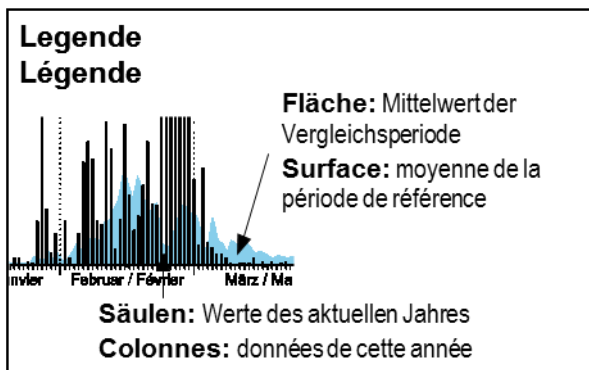 Legende
Légende
Fläche: Mittelwert der
Vergleichsperiode
Surface: moyenne de la
période de référence
nvier Februar / Février März / Ma
Säulen: Werte des aktuellen Jahres
Colonnes: données de cette année